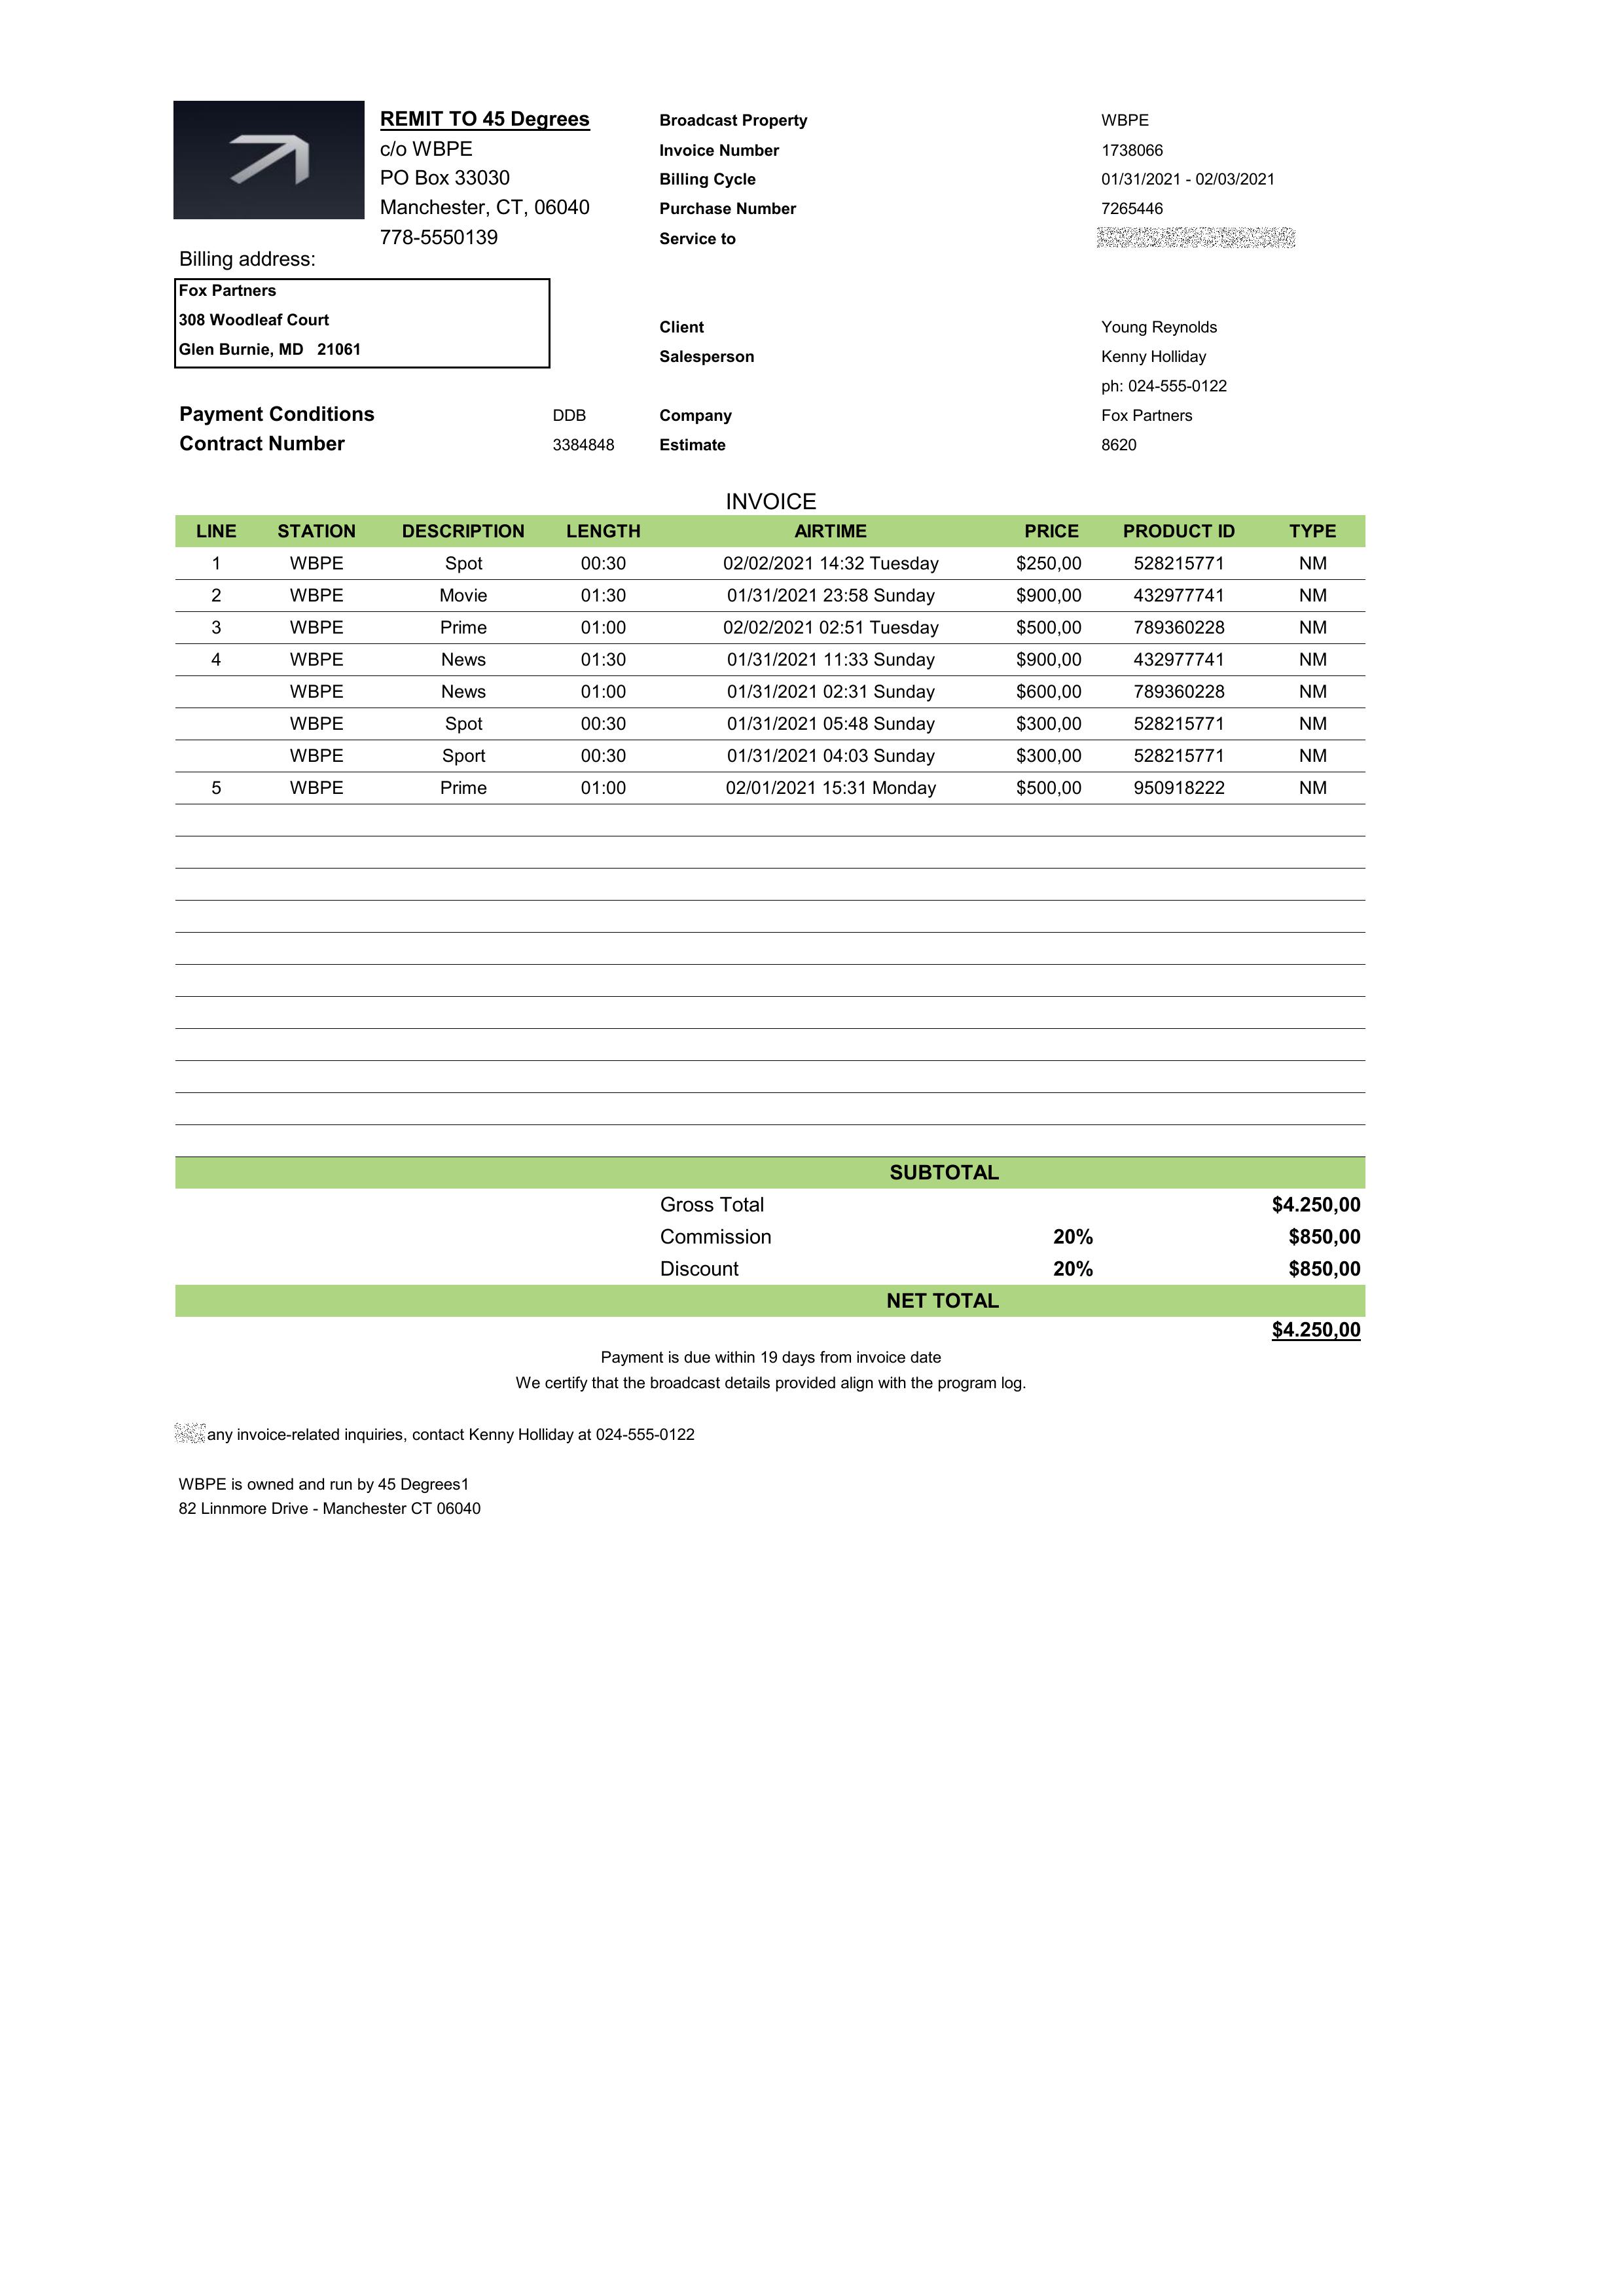 REMIT TO 45 Degrees
c/o WBPE
PO Box 33030
Manchester, CT, 06040
778-5550139
Broadcast Property WBPE
Invoice Number 1738066
Billing Cycle 01/31/2021 - 02/03/2021
Purchase Number 7265446
Service to
Billing address:
Fox Partners
308 Woodleaf Court
Glen Burnie, MD 21061
Client Young Reynolds
Salesperson Kenny Holliday
ph: 024-555-0122
Payment Conditions DDB Company Fox Partners
Contract Number 3384848 Estimate 8620
INVOICE
LINE STATION DESCRIPTION LENGTH AIRTIME PRICE PRODUCT ID TYPE
1 WBPE Spot 00:30 02/02/2021 14:32 Tuesday $250,00 528215771 NM
2 WBPE Movie 01:30 01/31/2021 23:58 Sunday $900,00 432977741 NM
3 WBPE Prime 01:00 02/02/2021 02:51 Tuesday $500,00 789360228 NM
4 WBPE News 01:30 01/31/2021 11:33 Sunday $900,00 432977741 NM
WBPE News 01:00 01/31/2021 02:31 Sunday $600,00 789360228 NM
WBPE Spot 00:30 01/31/2021 05:48 Sunday $300,00 528215771 NM
WBPE Sport 00:30 01/31/2021 04:03 Sunday $300,00 528215771 NM
5 WBPE Prime 01:00 02/01/2021 15:31 Monday $500,00 950918222 NM
SUBTOTAL
Gross Total $4.250,00
Commission 20% $850,00
Discount 20% $850,00
NET TOTAL
$4.250,00
Payment is due within 19 days from invoice date
We certify that the broadcast details provided align with the program log.
any invoice-related inquiries, contact Kenny Holliday at 024-555-0122
WBPE is owned and run by 45 Degrees1
82 Linnmore Drive - Manchester CT 06040